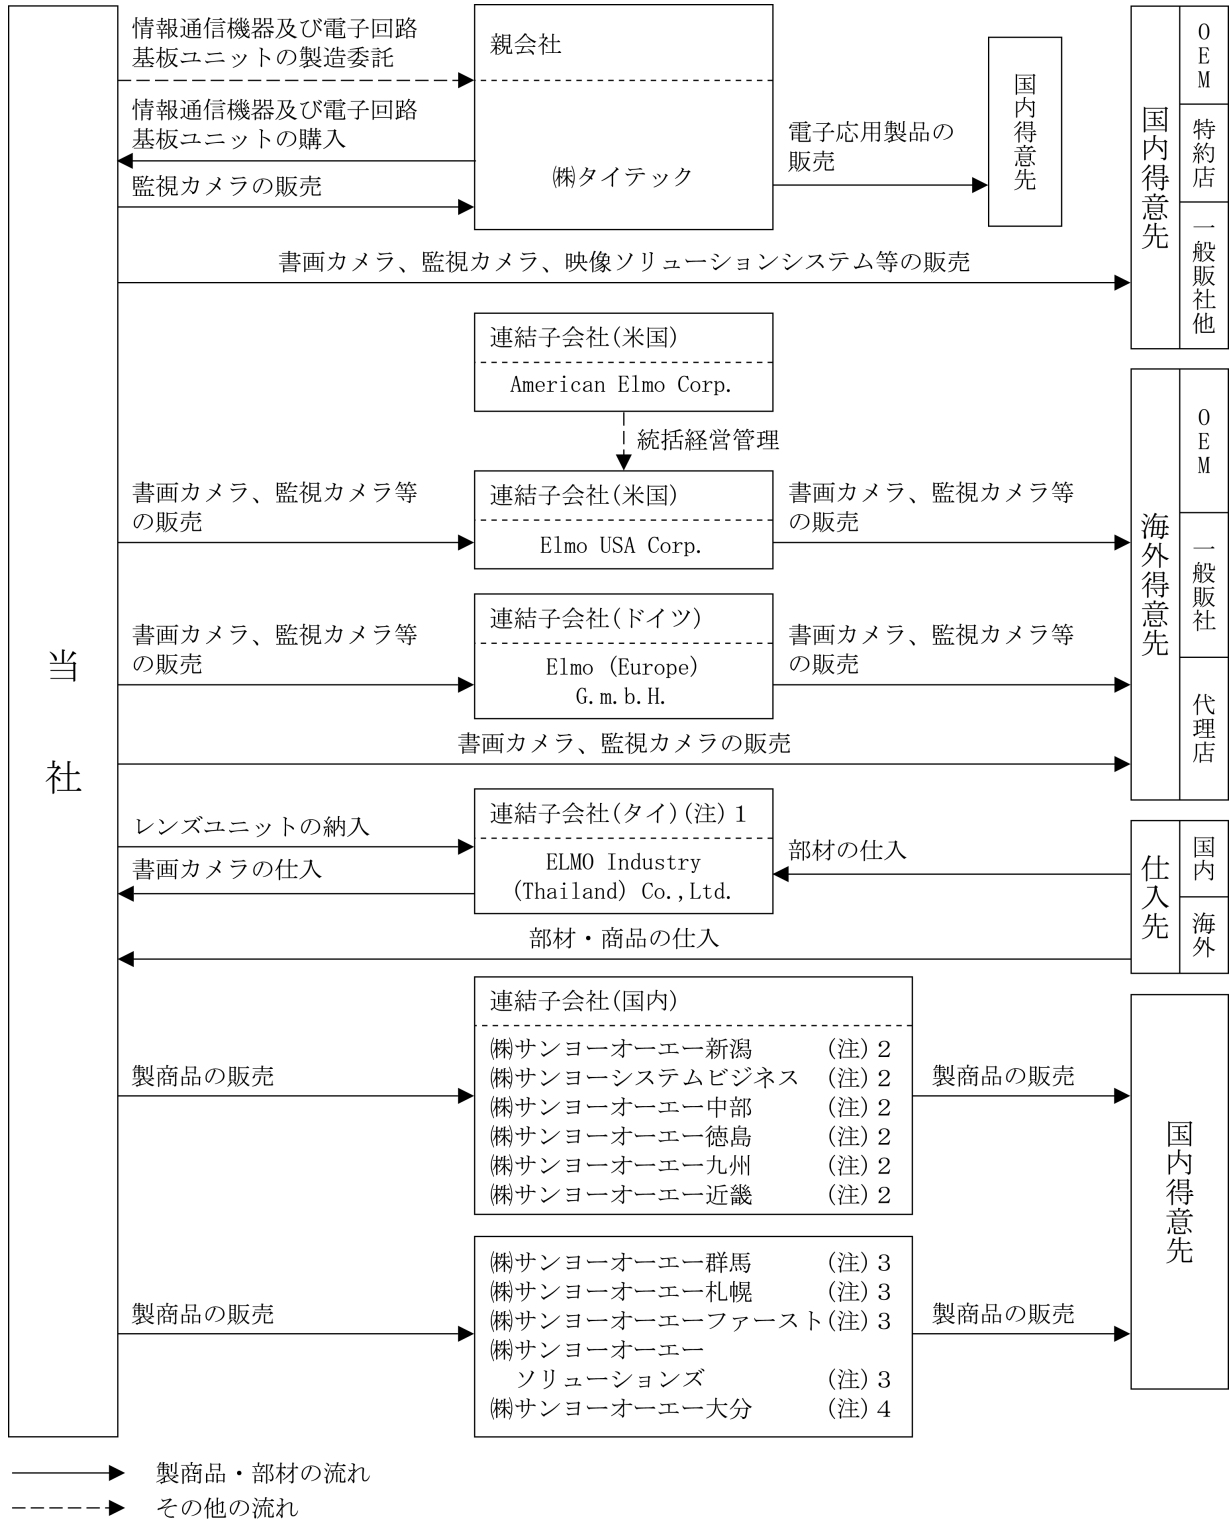 情報通信機器及び電子回路
基板ユニットの製造委託
情報通信機器及び電子回路
基板ユニットの購入
監視カメラの販売
親会社
㈱タイテック
電子応用製品の
販売
国内得意先
国内得意先
OEM
特約店
一般販社他
書画カメラ、監視カメラ、映像ソリューションシステム等の販売
連結子会社(米国)
American Elmo Corp.
統括経営管理
書画カメラ、監視カメラ等
の販売
連結子会社(米国)
Elmo USA Corp.
書画カメラ、監視カメラ等
の販売
海外得意先
OEM
一般販社
代理店
書画カメラ、監視カメラ等
の販売
連結子会社(ドイツ)
Elmo (Europe)
G.m.b.H.
書画カメラ、監視カメラ等
の販売
当社
書画カメラ、監視カメラの販売
レンズユニットの納入
書画カメラの仕入
連結子会社(タイ)(注)1
ELMO Industry
(Thailand) Co.,Ltd.
部材の仕入
仕入先
国内
海外
部材・商品の仕入
連結子会社(国内)
㈱サンヨーオーエー新潟 (注)2
㈱サンヨーシステムビジネス (注)2
㈱サンヨーオーエー中部 (注)2
㈱サンヨーオーエー徳島 (注)2
㈱サンヨーオーエー九州 (注)2
㈱サンヨーオーエー近畿 (注)2
製商品の販売
製商品の販売
国内得意先
㈱サンヨーオーエー群馬 (注)3
㈱サンヨーオーエー札幌 (注)3
㈱サンヨーオーエーファースト(注)3
㈱サンヨーオーエー
ソリューションズ (注)3
㈱サンヨーオーエー大分 (注)4
製商品の販売
製商品の販売
製商品・部材の流れ
その他の流れ